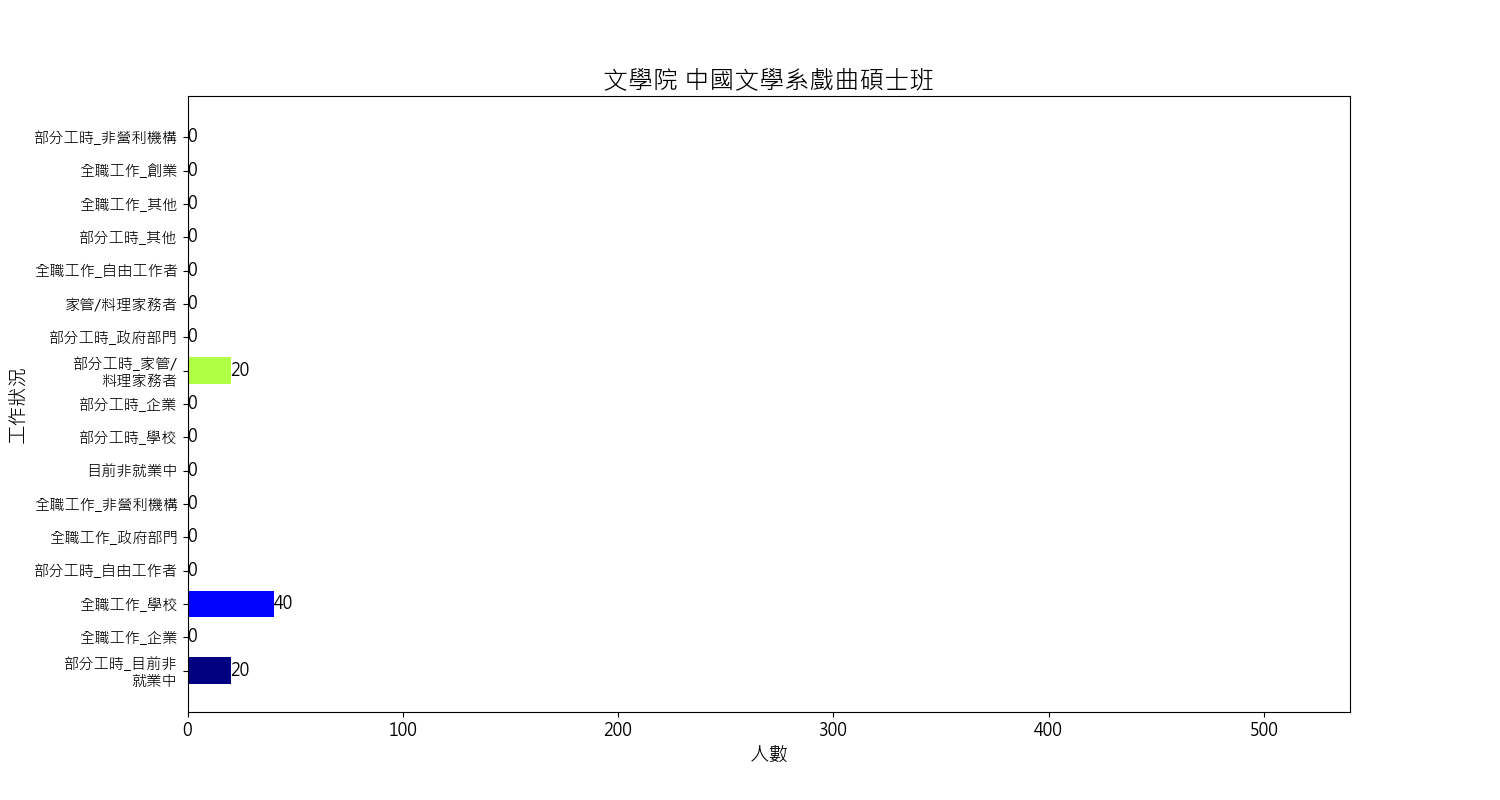 文學院 中國文學系戲曲碩士班
部分工時_非營利機構 0
全職工作_創業 0
全職工作_其他 0
部分工時_其他 0
全職工作_自由工作者 0
家管/料理家務者 0
部分工時_政府部門 0
部分工時_家管/
料理家務者 20
部分工時_企業 0
部分工時_學校 0
目前非就業中 0
全職工作_非營利機構 0
全職工作_政府部門 0
部分工時_自由工作者 0
全職工作_學校 40
全職工作_企業 0
部分工時_目前非
就業中 20
工作狀況
0 100 200 300 400 500
人數